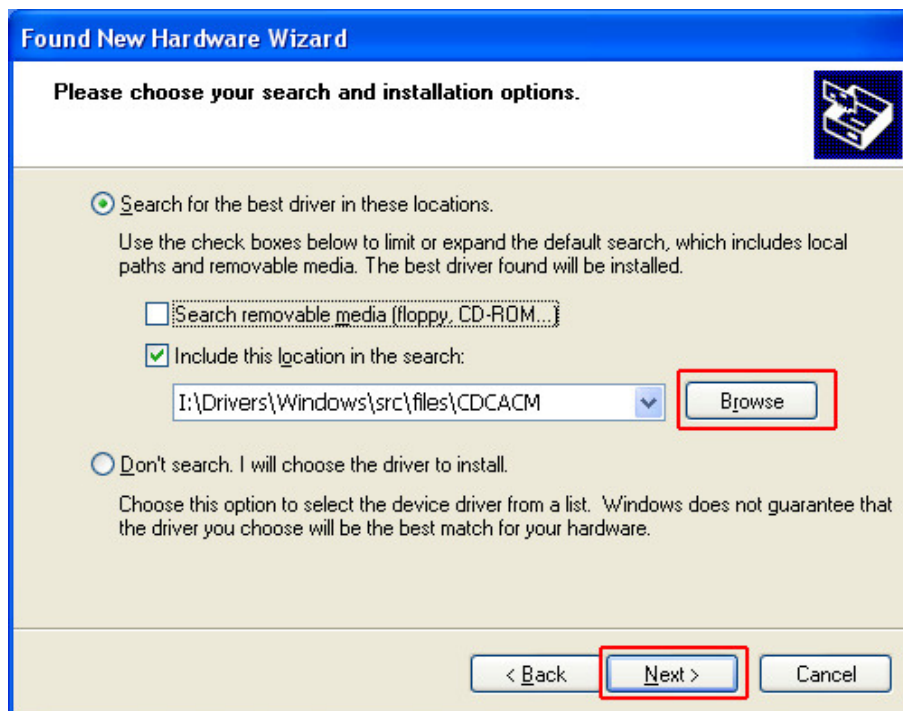 Found New Hardware Wizard
Please choose your search and installation options.
Search for the best driver in these locations.
Use the check boxes below to limit or expand the default search, which includes local
paths and removable media. The best driver found will be installed.
Search removable media (floppy, CD-ROM...)
Include this location in the search:
I:\Drivers\Windows\src\files\CDCACM
Browse
Don't search. I will choose the driver to install.
Choose this option to select the device driver from a list. Windows does not guarantee that
the driver you choose will be the best match for your hardware.
< Back Next > Cancel